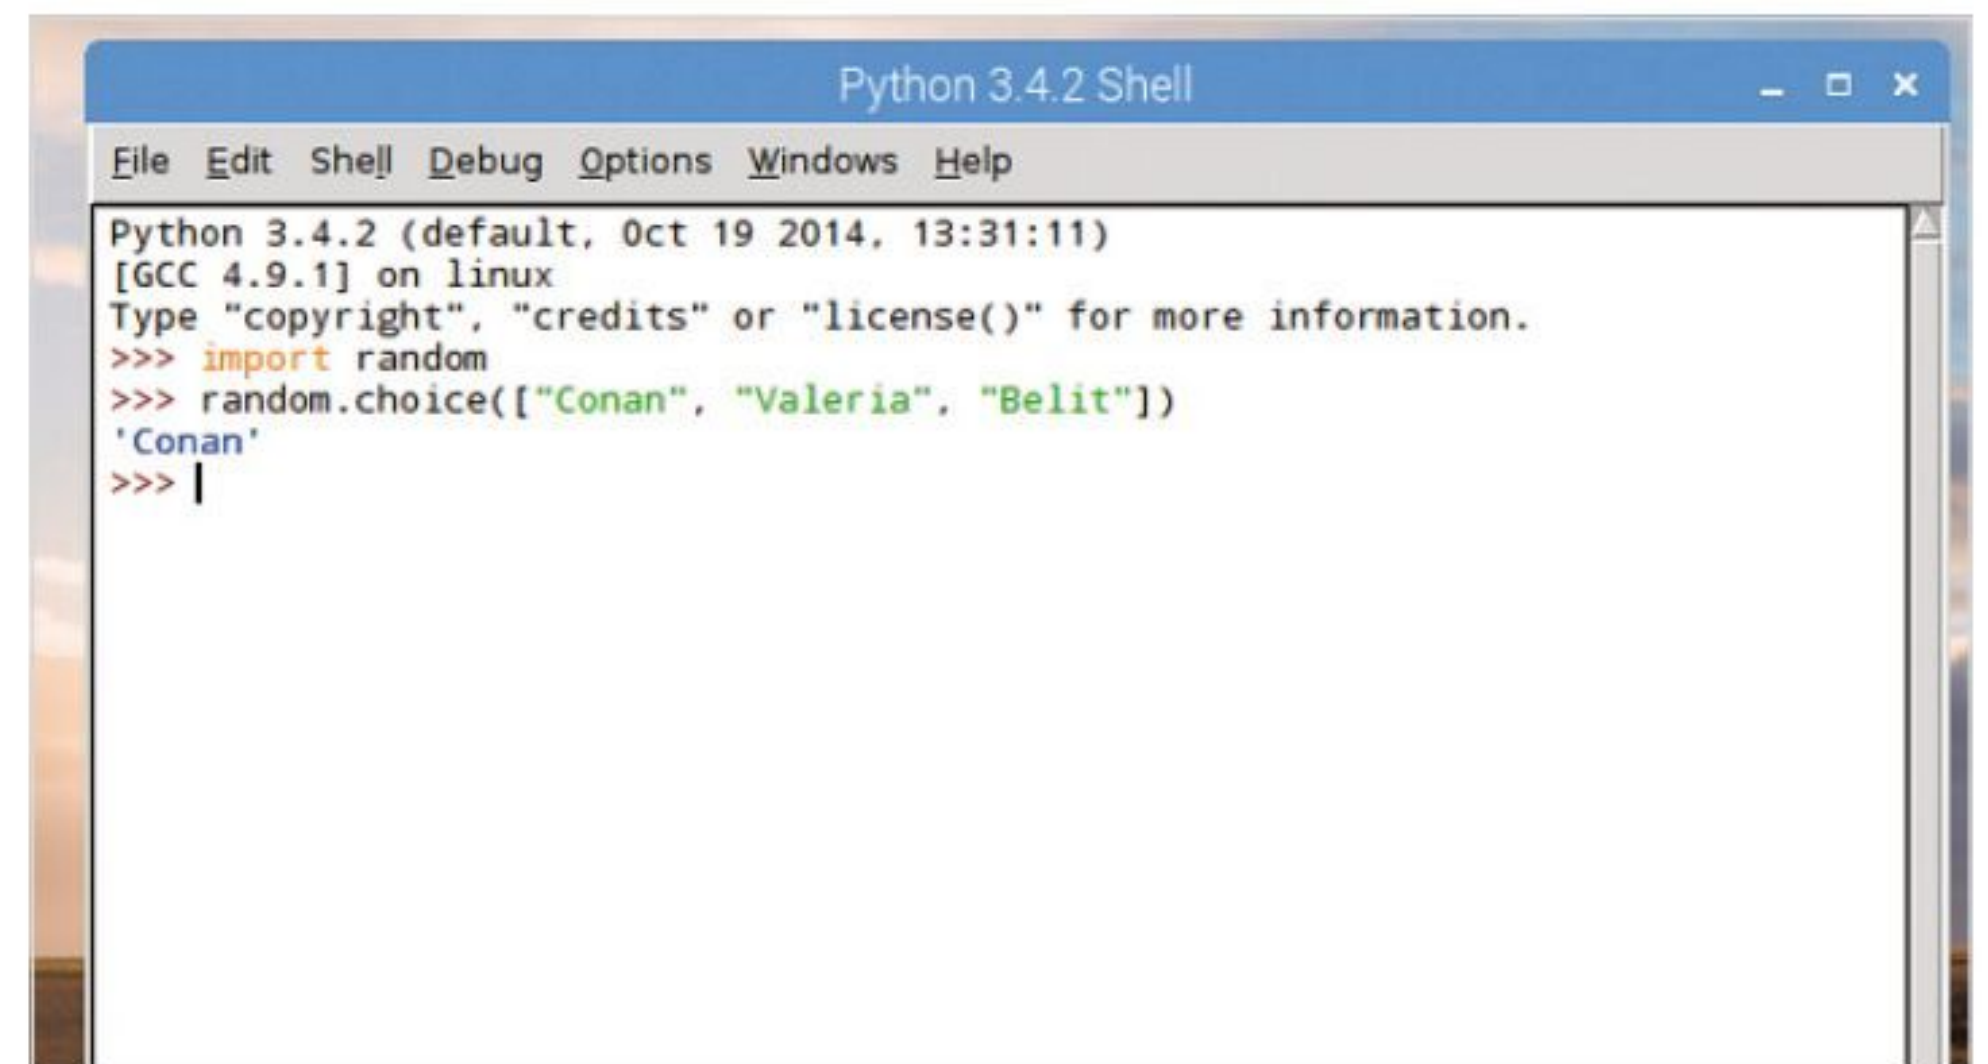 Python 3.4.2 Shell
File Edit Shell Debug Options Windows Help
Python 3.4.2 (default, Oct 19 2014, 13:31:11)
[GCC 4.9.1] on linux
Type "copyright", "credits" or "license()" for more information.
>>> import random
>>> random.choice(["Conan", "Valeria", "Belit"])
'Conan'
>>>